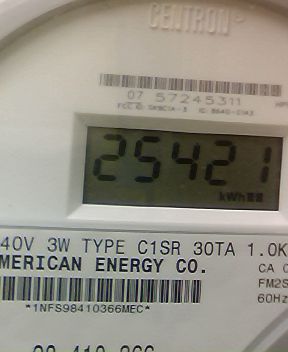 CENTRON®
07 57245311
25421
kWh
40V 3W TYPE C1SR 30TA 1.0K
MERICAN ENERGY CO.
CA 0
FM2S
60Hz
*1NFS98410366MEC*